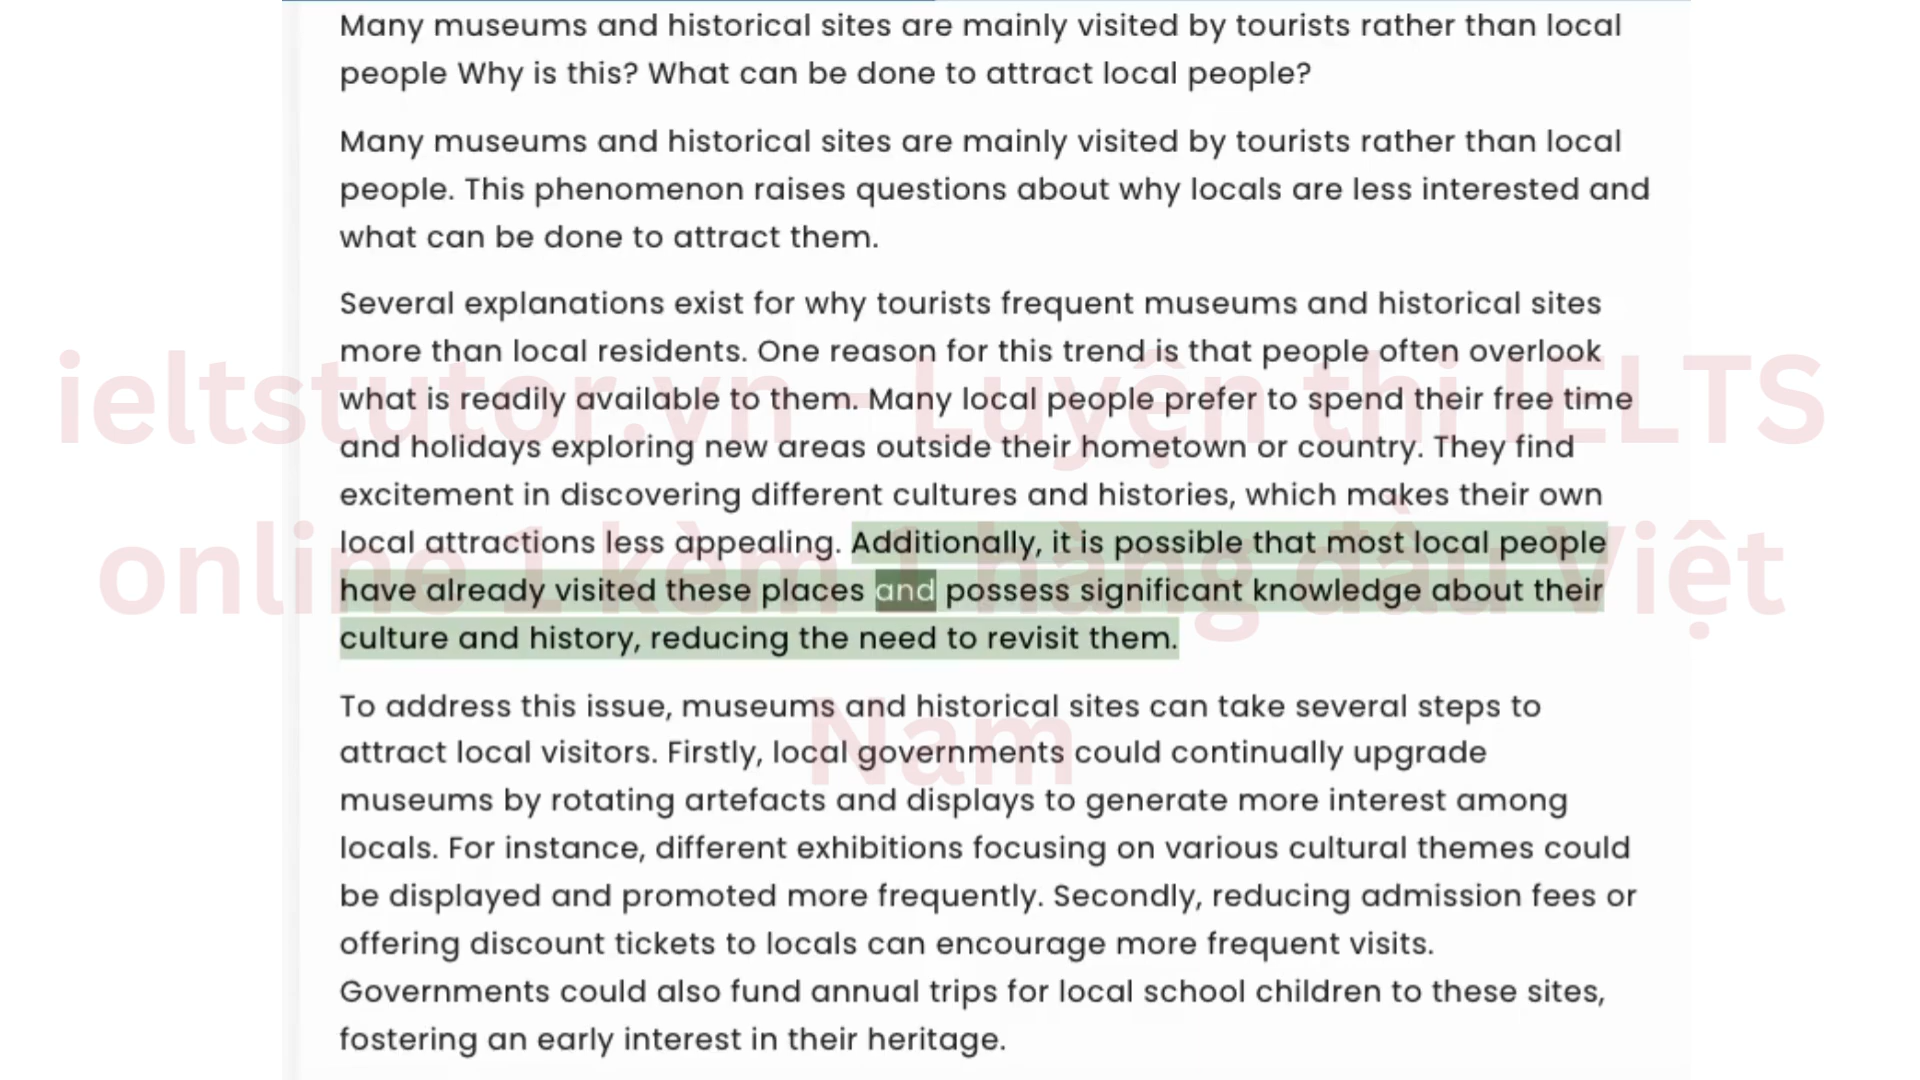 Many museums and historical sites are mainly visited by tourists rather than local
people Why is this? What can be done to attract local people?
Many museums and historical sites are mainly visited by tourists rather than local
people. This phenomenon raises questions about why locals are less interested and
what can be done to attract them.
Several explanations exist for why tourists frequent museums and historical sites
more than local residents. One reason for this trend is that people often overlook
what is readily available to them. Many local people prefer to spend their free time
and holidays exploring new areas outside their hometown or country. They find
excitement in discovering different cultures and histories, which makes their own
local attractions less appealing. Additionally, it is possible that most local people
have already visited these places and possess significant knowledge about their
culture and history, reducing the need to revisit them.
To address this issue, museums and historical sites can take several steps to
attract local visitors. Firstly, local governments could continually upgrade
museums by rotating artefacts and displays to generate more interest among
locals. For instance, different exhibitions focusing on various cultural themes could
be displayed and promoted more frequently. Secondly, reducing admission fees or
offering discount tickets to locals can encourage more frequent visits.
Governments could also fund annual trips for local school children to these sites,
fostering an early interest in their heritage.
ieltstutor.vn - Luyện thi IELTS
online 1 kèm 1 hàng đầu Việt
Nam